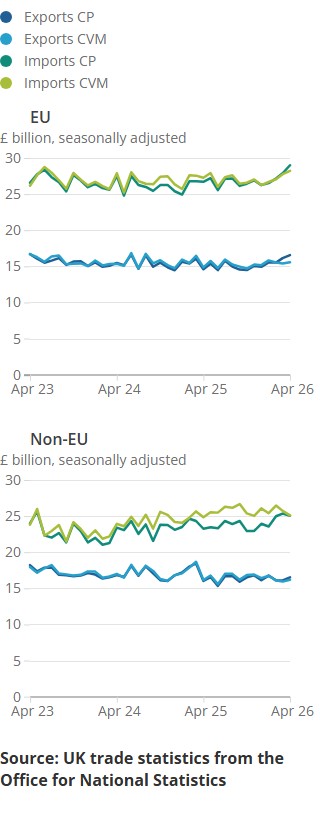 Exports CP
Exports CVM
Imports CP
Imports CVM
EU
£ billion, seasonally adjusted
30
25
20
15
10
5
0
Apr 23 Apr 24 Apr 25 Apr 26
Non-EU
£ billion, seasonally adjusted
30
25
20
15
10
5
0
Apr 23 Apr 24 Apr 25 Apr 26
Source: UK trade statistics from the
Office for National Statistics